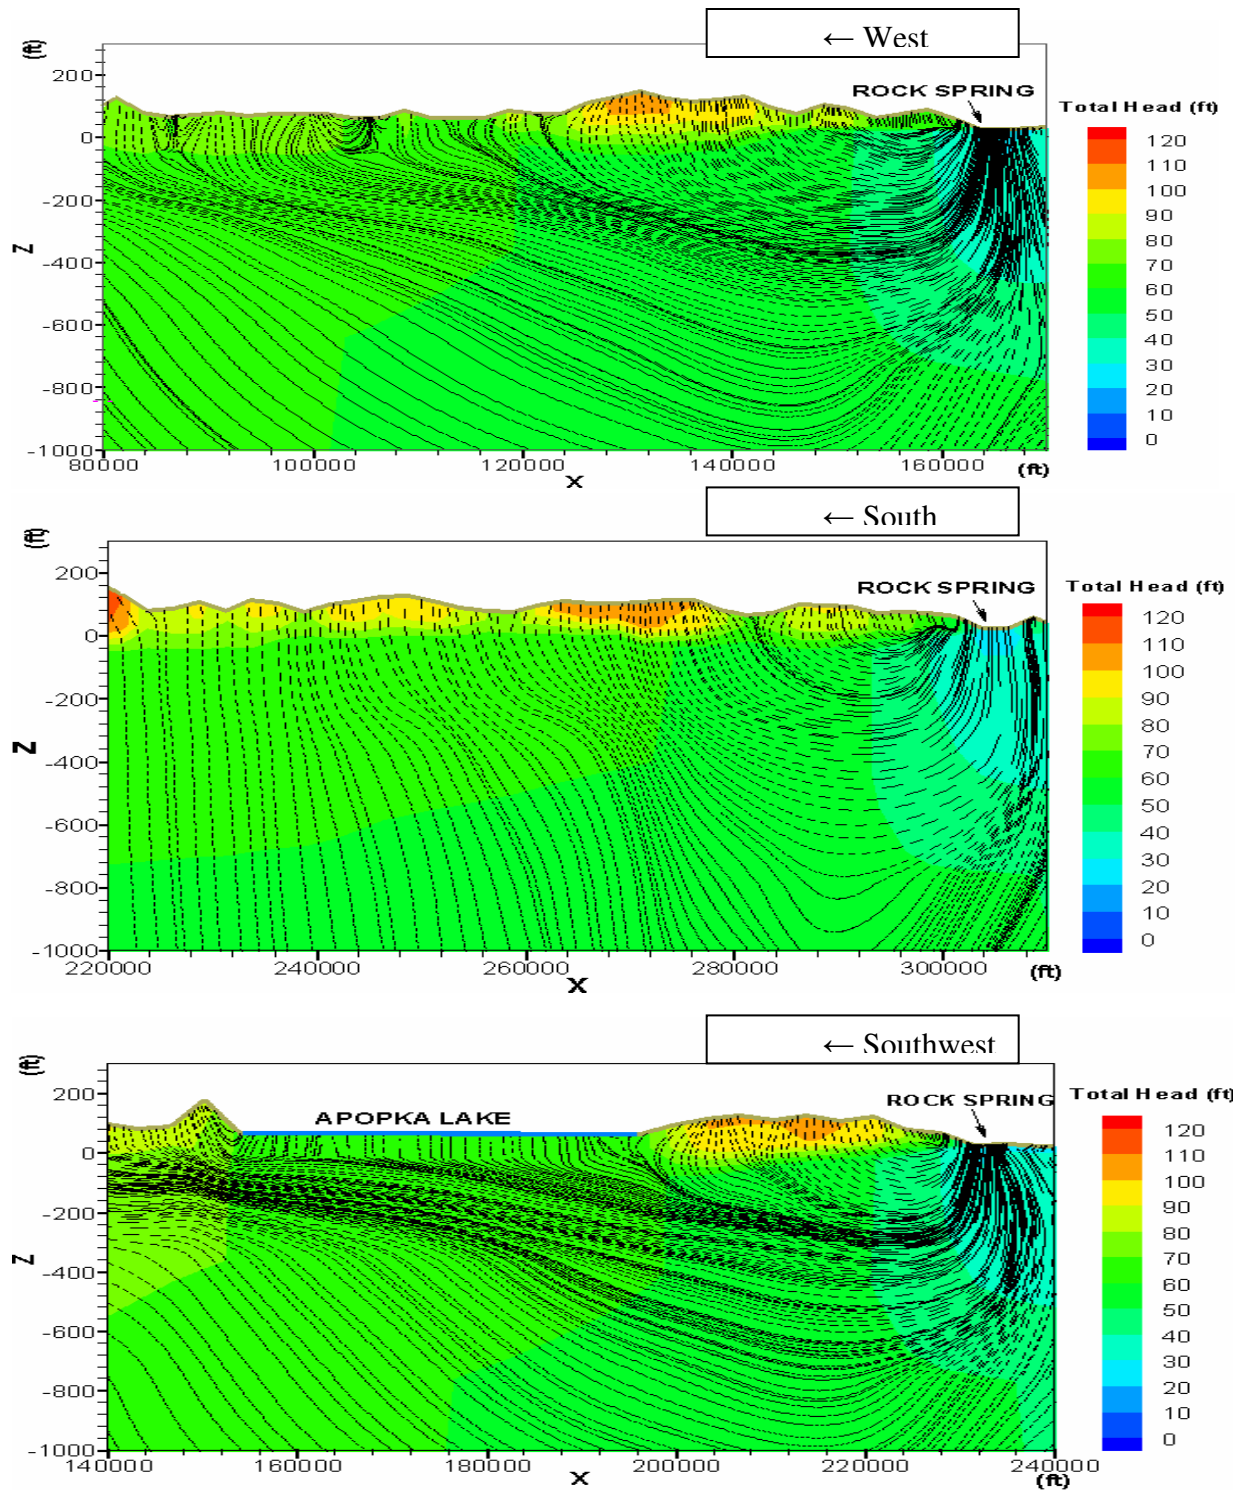 ← West
(ft)
ROCK SPRING
Total Head (ft)
200
0
-200
-400
-600
-800
-1000
Z
120
110
100
90
80
70
60
50
40
30
20
10
0
80000 100000 120000 140000 160000 (ft)
X
← South
(ft)
ROCK SPRING
Total Head (ft)
200
0
-200
-400
-600
-800
-1000
Z
120
110
100
90
80
70
60
50
40
30
20
10
0
220000 240000 260000 280000 300000 (ft)
X
← Southwest
(ft)
APOPKA LAKE
ROCK SPRING
Total Head (ft)
200
0
-200
-400
-600
-800
-1000
Z
120
110
100
90
80
70
60
50
40
30
20
10
0
140000 160000 180000 200000 220000 240000
X
(ft)